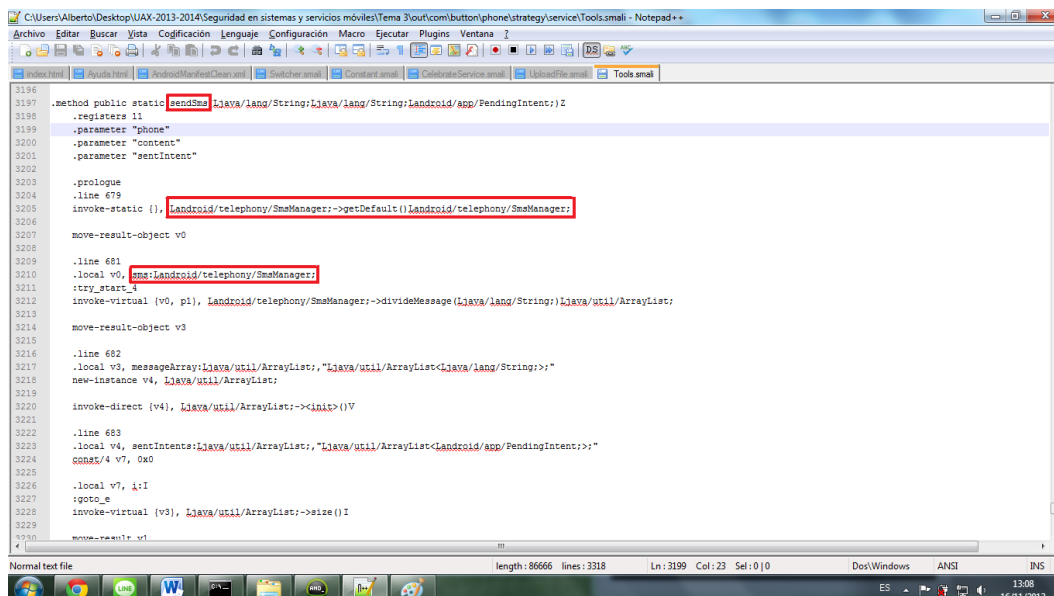 C:\Users\Alberto\Desktop\UAX-2013-2014\Seguridad en sistemas y servicios móviles\Tema 3\out\com\button\phone\strategy\service\Tools.smali - Notepad++
Archivo Editar Buscar Vista Codificación Lenguaje Configuración Macro Ejecutar Plugins Ventana ?
index.html Ayuda.html AndroidManifestClean.xml Switcher.smali Constant.smali CelebrateService.smali UploadFile.smali Tools.smali
3196
3197 .method public static sendSms(Ljava/lang/String;Ljava/lang/String;Landroid/app/PendingIntent;)Z
3198 .registers 11
3199 .parameter "phone"
3200 .parameter "content"
3201 .parameter "sentIntent"
3202
3203 .prologue
3204 .line 679
3205 invoke-static {}, Landroid/telephony/SmsManager;->getDefault()Landroid/telephony/SmsManager;
3206
3207 move-result-object v0
3208
3209 .line 681
3210 .local v0, sms:Landroid/telephony/SmsManager;
3211 :try_start_4
3212 invoke-virtual {v0, p1}, Landroid/telephony/SmsManager;->divideMessage(Ljava/lang/String;)Ljava/util/ArrayList;
3213
3214 move-result-object v3
3215
3216 .line 682
3217 .local v3, messageArray:Ljava/util/ArrayList;,"Ljava/util/ArrayList<Ljava/lang/String;>;"
3218 new-instance v4, Ljava/util/ArrayList;
3219
3220 invoke-direct {v4}, Ljava/util/ArrayList;-><init>()V
3221
3222 .line 683
3223 .local v4, sentIntents:Ljava/util/ArrayList;,"Ljava/util/ArrayList<Landroid/app/PendingIntent;>;"
3224 const/4 v7, 0x0
3225
3226 .local v7, i:I
3227 :goto_e
3228 invoke-virtual {v3}, Ljava/util/ArrayList;->size()I
3229
3230 move-result v1
Normal text file length : 86666 lines : 3318 Ln : 3199 Col : 23 Sel : 0 | 0 Dos\Windows ANSI INS
LINE W ES 13:08
16/11/2013